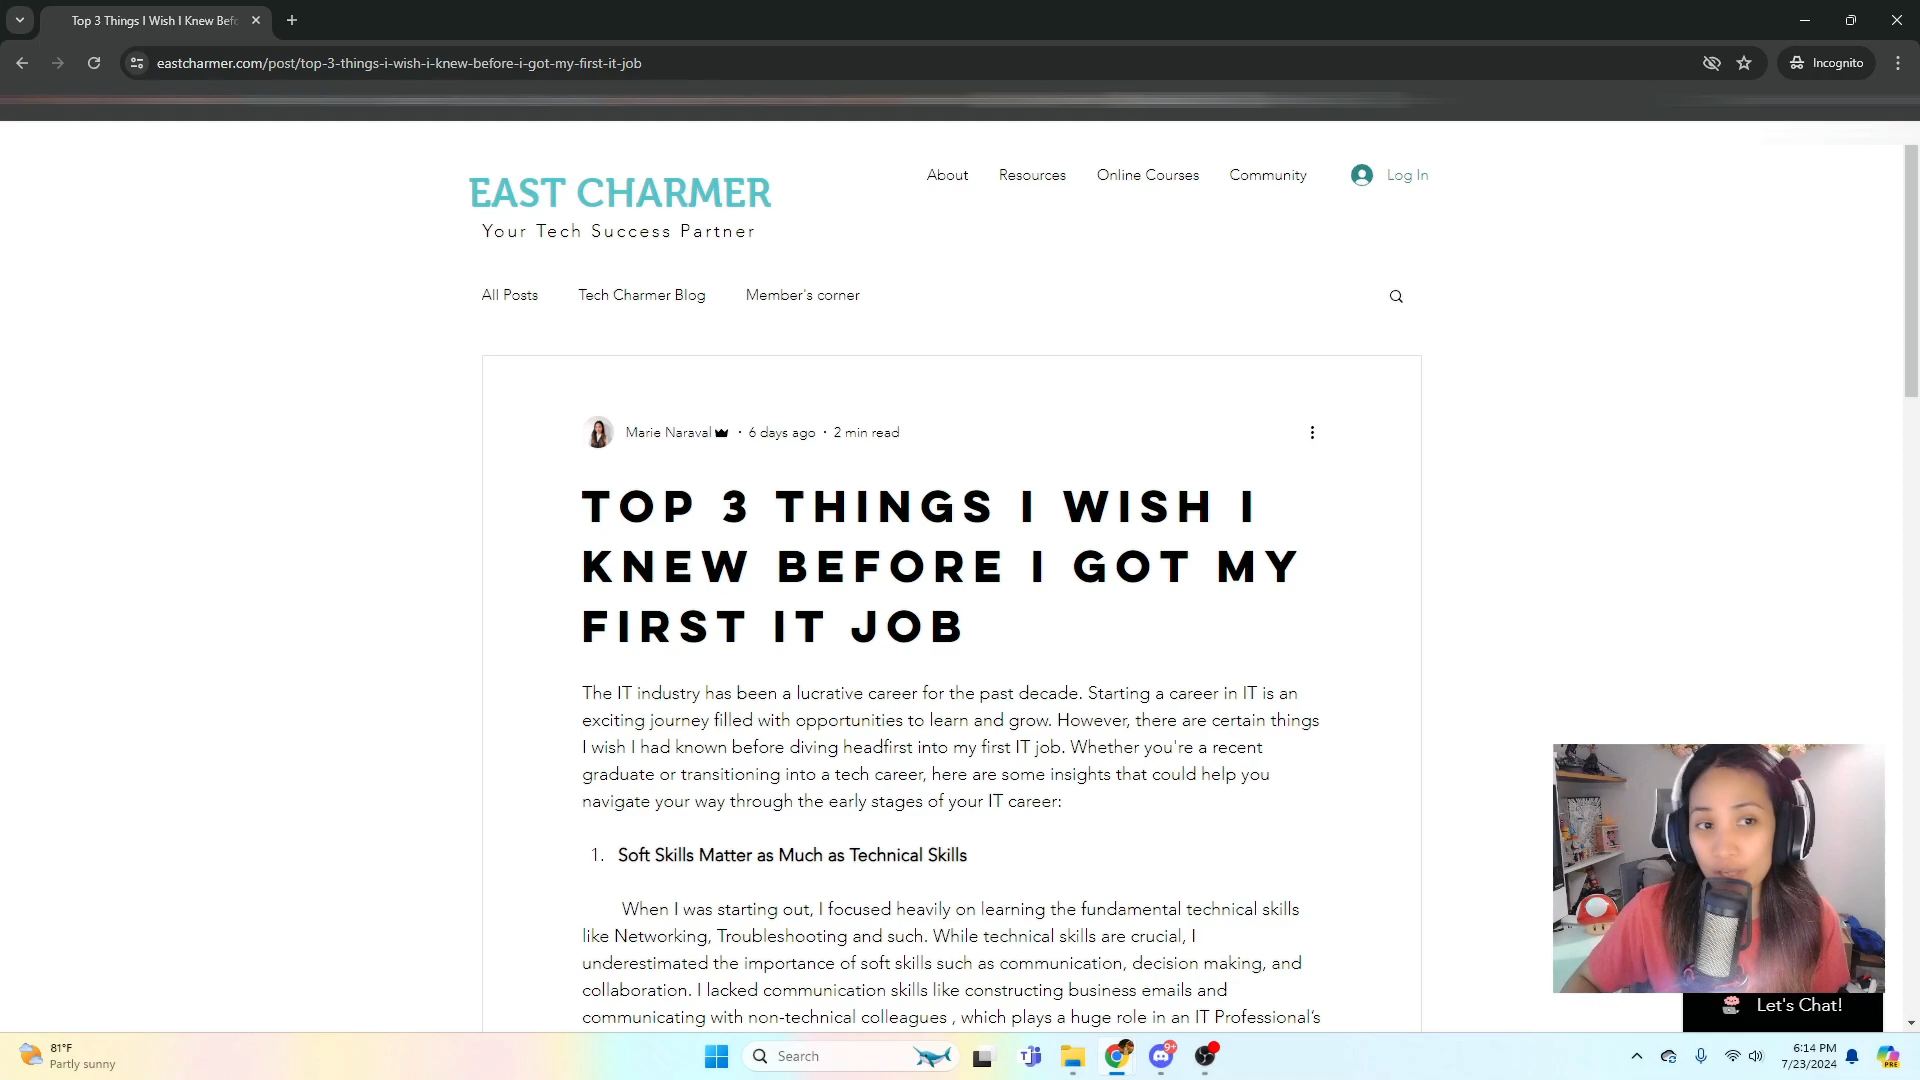 Top 3 Things I Wish I Knew Befo
eastcharmer.com/post/top-3-things-i-wish-i-knew-before-i-got-my-first-it-job
Incognito
EAST CHARMER
Your Tech Success Partner
About
Resources
Online Courses
Community
Log In
All Posts
Tech Charmer Blog
Member's corner
Marie Naraval · 6 days ago · 2 min read
TOP 3 THINGS I WISH I
KNEW BEFORE I GOT MY
FIRST IT JOB
The IT industry has been a lucrative career for the past decade. Starting a career in IT is an
exciting journey filled with opportunities to learn and grow. However, there are certain things
I wish I had known before diving headfirst into my first IT job. Whether you're a recent
graduate or transitioning into a tech career, here are some insights that could help you
navigate your way through the early stages of your IT career:
1. Soft Skills Matter as Much as Technical Skills
When I was starting out, I focused heavily on learning the fundamental technical skills
like Networking, Troubleshooting and such. While technical skills are crucial, I
underestimated the importance of soft skills such as communication, decision making, and
collaboration. I lacked communication skills like constructing business emails and
communicating with non-technical colleagues , which plays a huge role in an IT Professional's
Let's Chat!
81°F
Partly sunny
Search
9+
6:14 PM
7/23/2024
PRE